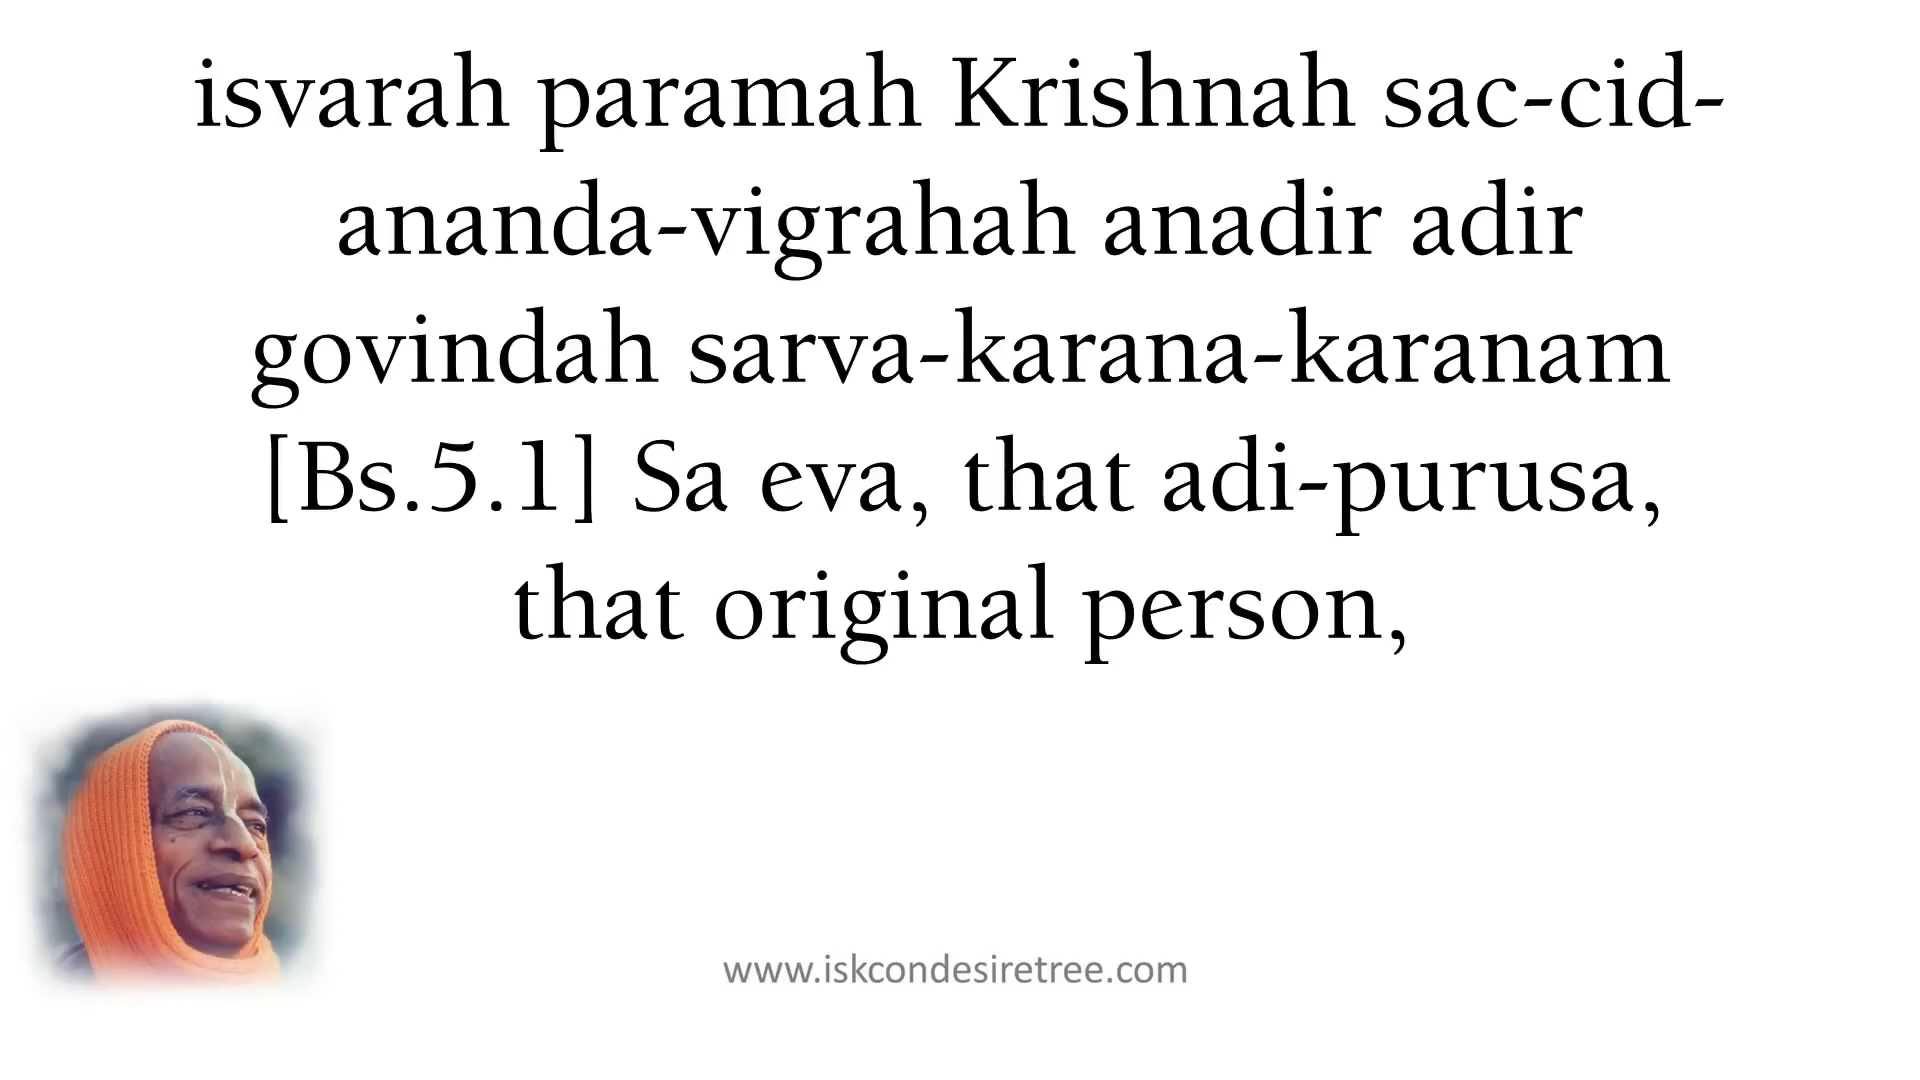 isvarah paramah Krishnah sac-cid-
ananda-vigrahah anadir adir
govindah sarva-karana-karanam
[Bs.5.1] Sa eva, that adi-purusa,
that original person,
www.iskcondesiretree.com